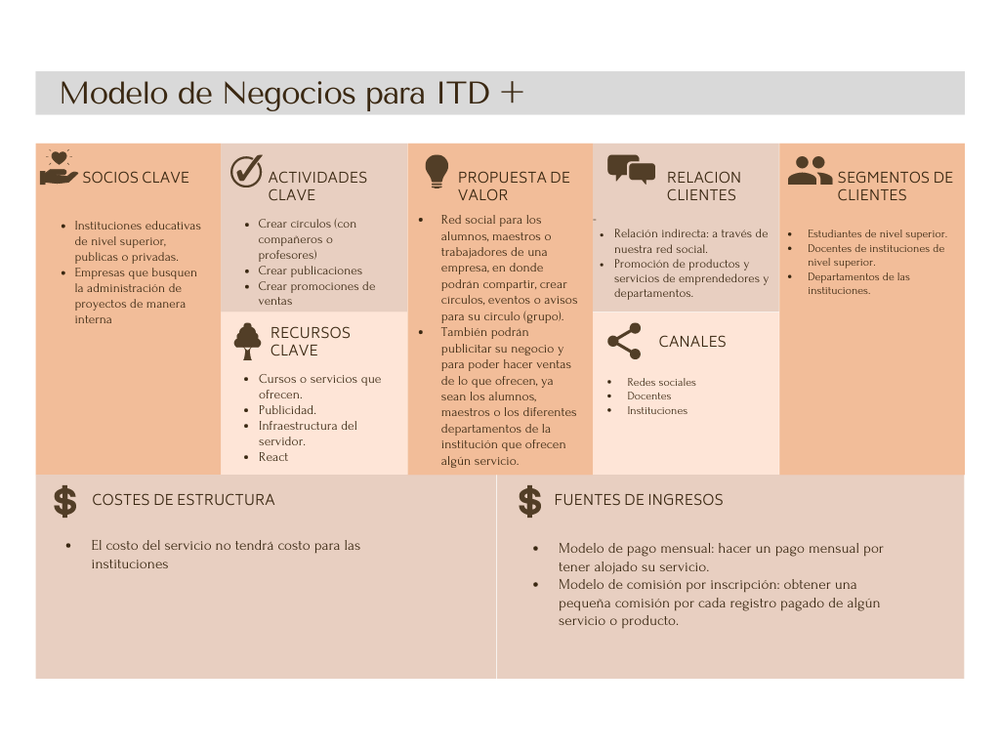 Modelo de Negocios para ITD +
SOCIOS CLAVE
• Instituciones educativas
de nivel superior,
publicas o privadas.
• Empresas que busquen
la administración de
proyectos de manera
interna
ACTIVIDADES
CLAVE
• Crear círculos (con
compañeros o
profesores)
• Crear publicaciones
• Crear promociones de
ventas
RECURSOS
CLAVE
• Cursos o servicios que
ofrecen.
• Publicidad.
• Infraestructura del
servidor.
• React
PROPUESTA DE
VALOR
• Red social para los
alumnos, maestros o
trabajadores de una
empresa, en donde
podrán compartir, crear
círculos, eventos o avisos
para su circulo (grupo).
• También podrán
publicitar su negocio y
para poder hacer ventas
de lo que ofrecen, ya
sean los alumnos,
maestros o los diferentes
departamentos de la
institución que ofrecen
algún servicio.
RELACION
CLIENTES
• Relación indirecta: a través de
nuestra red social.
• Promoción de productos y
servicios de emprendedores y
departamentos.
CANALES
• Redes sociales
• Docentes
• Instituciones
SEGMENTOS DE
CLIENTES
• Estudiantes de nivel superior.
• Docentes de instituciones de
nivel superior.
• Departamentos de las
instituciones.
COSTES DE ESTRUCTURA
• El costo del servicio no tendrá costo para las
instituciones
FUENTES DE INGRESOS
• Modelo de pago mensual: hacer un pago mensual por
tener alojado su servicio.
• Modelo de comisión por inscripción: obtener una
pequeña comisión por cada registro pagado de algún
servicio o producto.